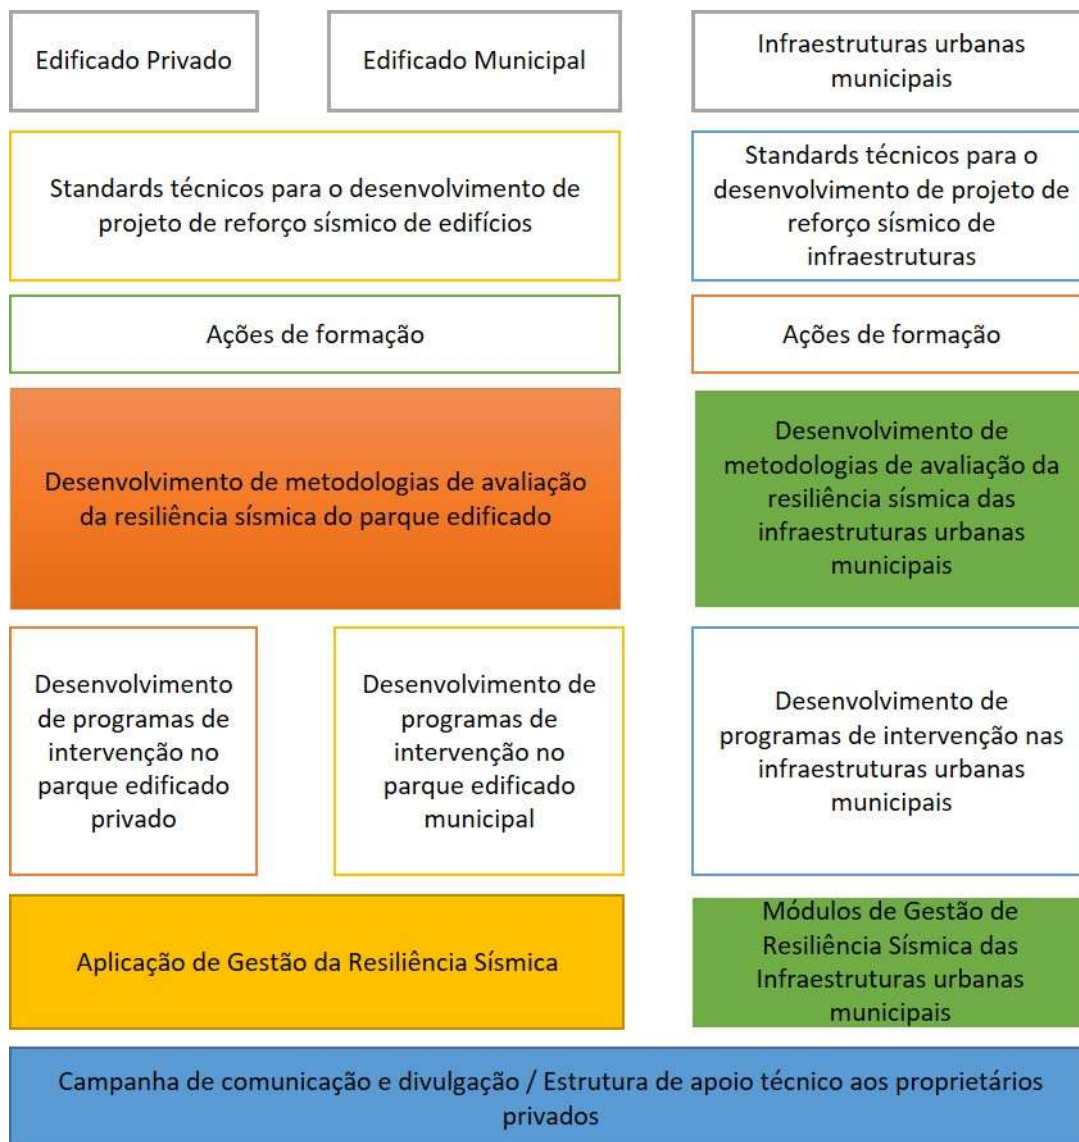 Edificado Privado
Edificado Municipal
Infraestruturas urbanas
municipais
Standards técnicos para o desenvolvimento de
projeto de reforço sísmico de edifícios
Standards técnicos para o
desenvolvimento de projeto de
reforço sísmico de
infraestruturas
Ações de formação
Ações de formação
Desenvolvimento de metodologias de avaliação
da resiliência sísmica do parque edificado
Desenvolvimento de
metodologias de avaliação da
resiliência sísmica das
infraestruturas urbanas
municipais
Desenvolvimento
de programas de
intervenção no
parque edificado
privado
Desenvolvimento de
programas de
intervenção no
parque edificado
municipal
Desenvolvimento de
programas de intervenção nas
infraestruturas urbanas
municipais
Aplicação de Gestão da Resiliência Sísmica
Módulos de Gestão de
Resiliência Sísmica das
Infraestruturas urbanas
municipais
Campanha de comunicação e divulgação / Estrutura de apoio técnico aos proprietários
privados